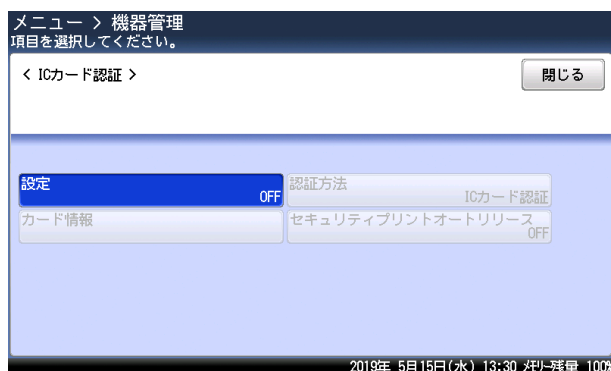 メニュー > 機器管理
項目を選択してください。
< ICカード認証 >
閉じる
設定
OFF
認証方法
ICカード認証
カード情報
セキュリティプリントオートリリース
OFF
2019年 5月15日(水) 13:30 メモリー残量 100%